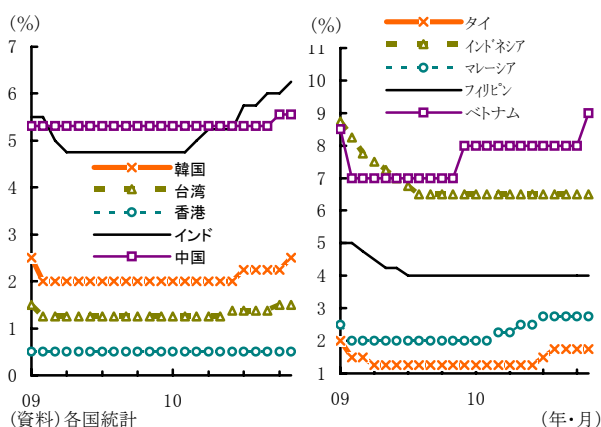 (%)
7
6
5
4
3
2
1
0
09
10
韓国
台湾
香港
インド
中国
(資料)各国統計
(%)
11
10
9
8
7
6
5
4
3
2
1
09
10
タイ
インドネシア
マレーシア
フィリピン
ベトナム
(年・月)